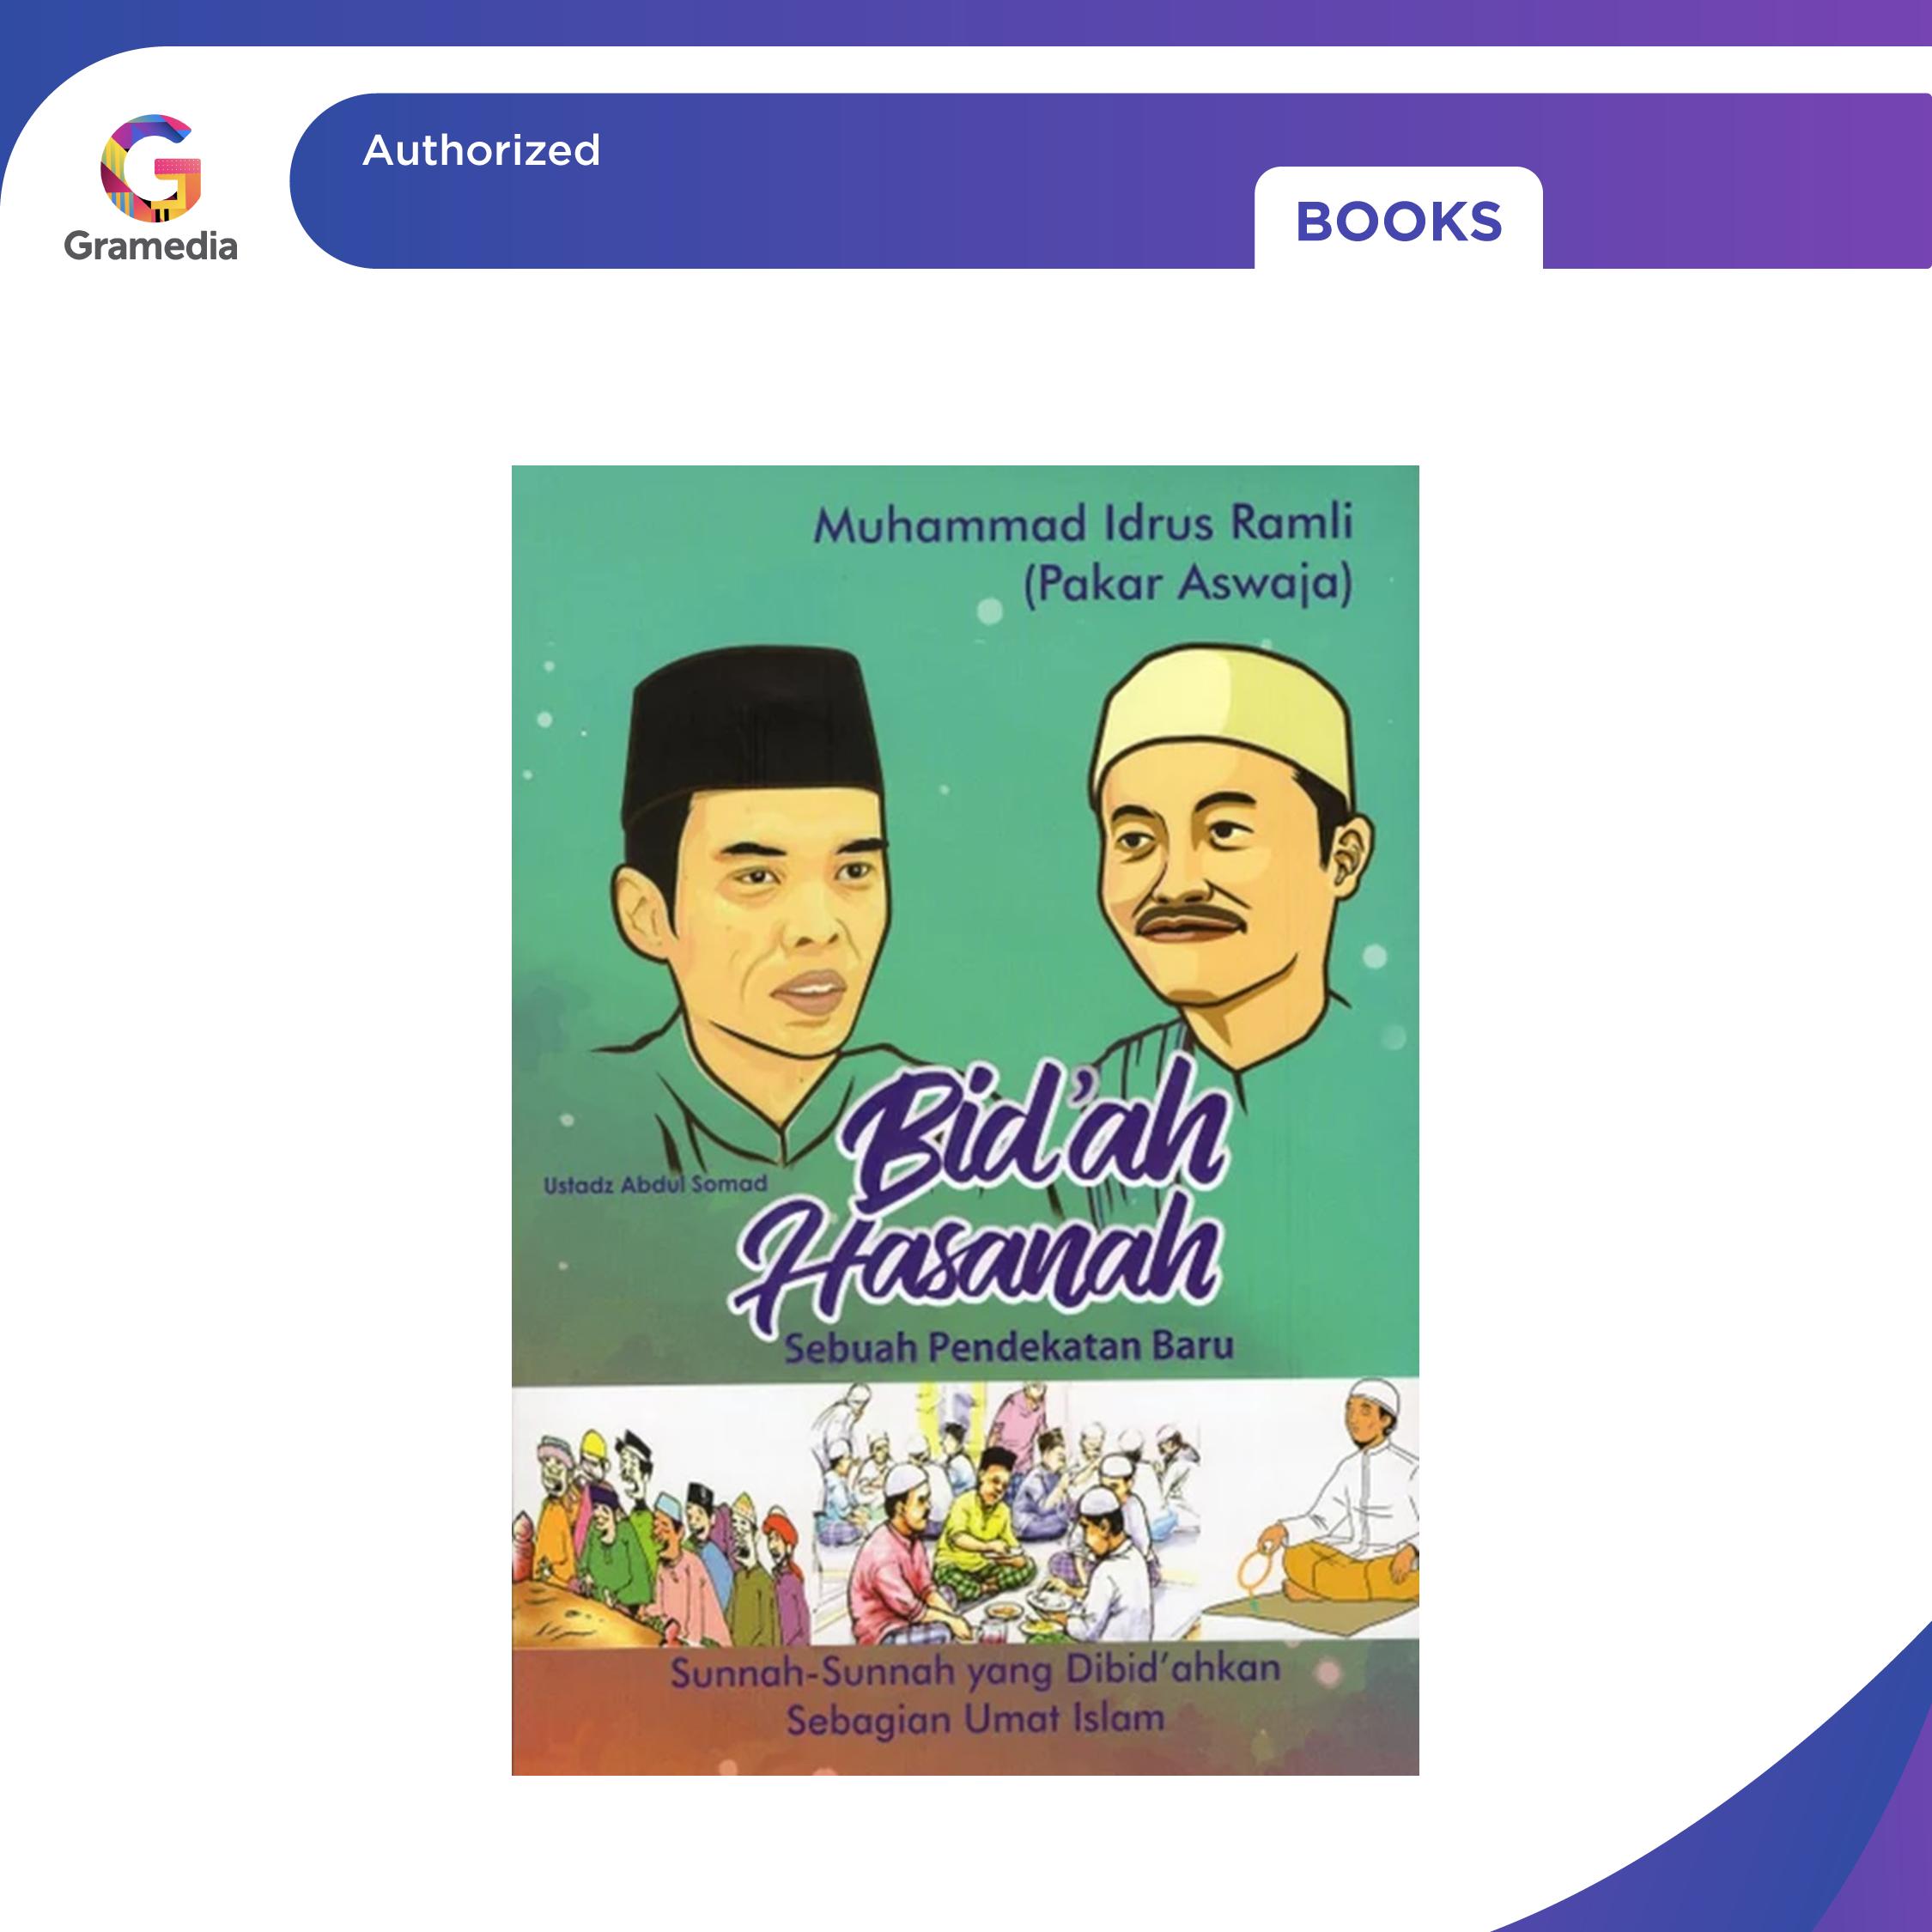 Gramedia
Authorized
BOOKS
Muhammad Idrus Ramli
(Pakar Aswaja)
Ustadz Abdul Somad
Bid'ah
Hasanah
Sebuah Pendekatan Baru
Sunnah-Sunnah yang Dibid'ahkan
Sebagian Umat Islam